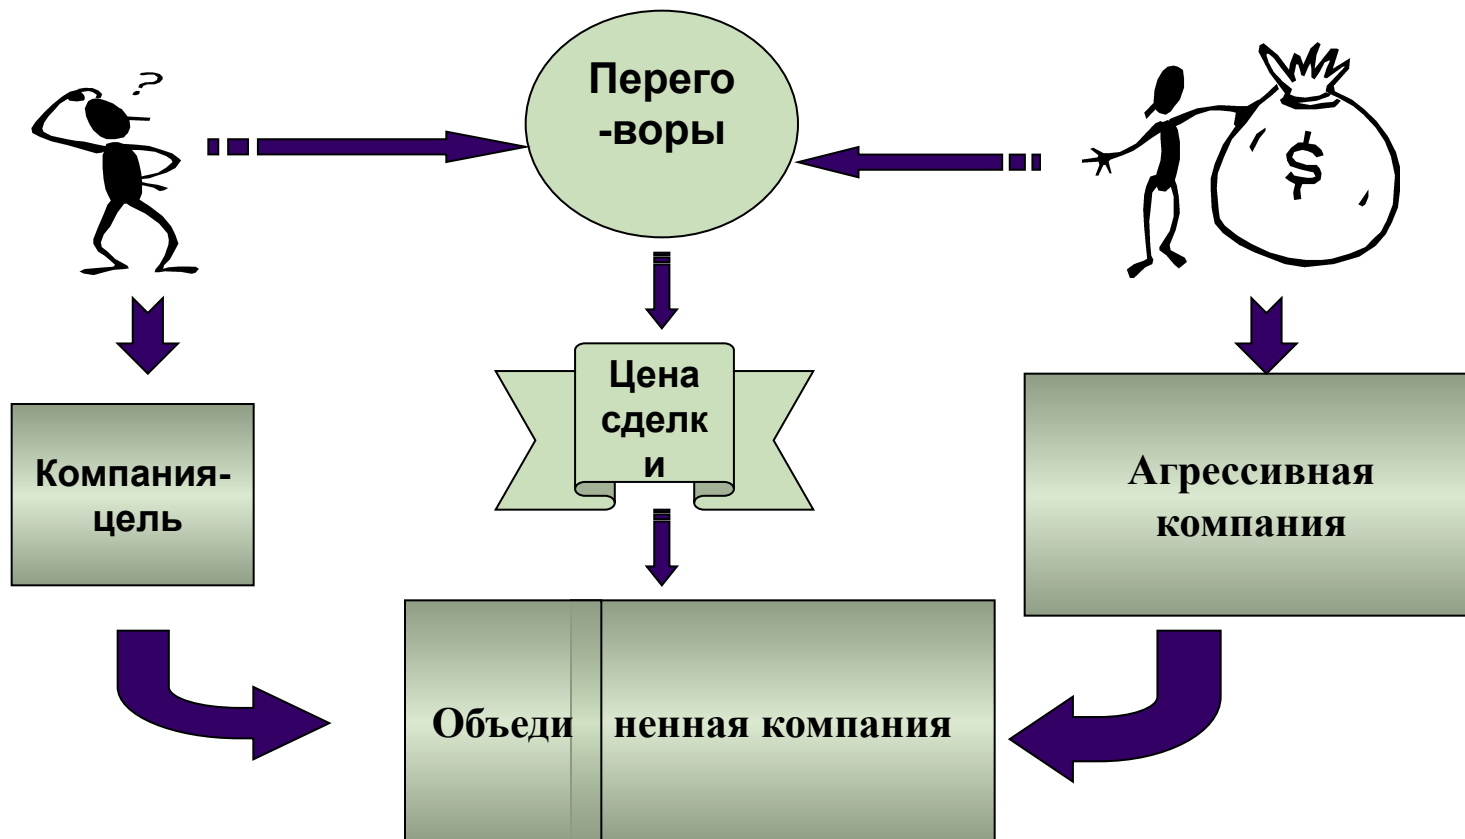 ?
Перего
-воры
$
Цена
сделк
и
Компания-
цель
Агрессивная
компания
Объеди ненная компания